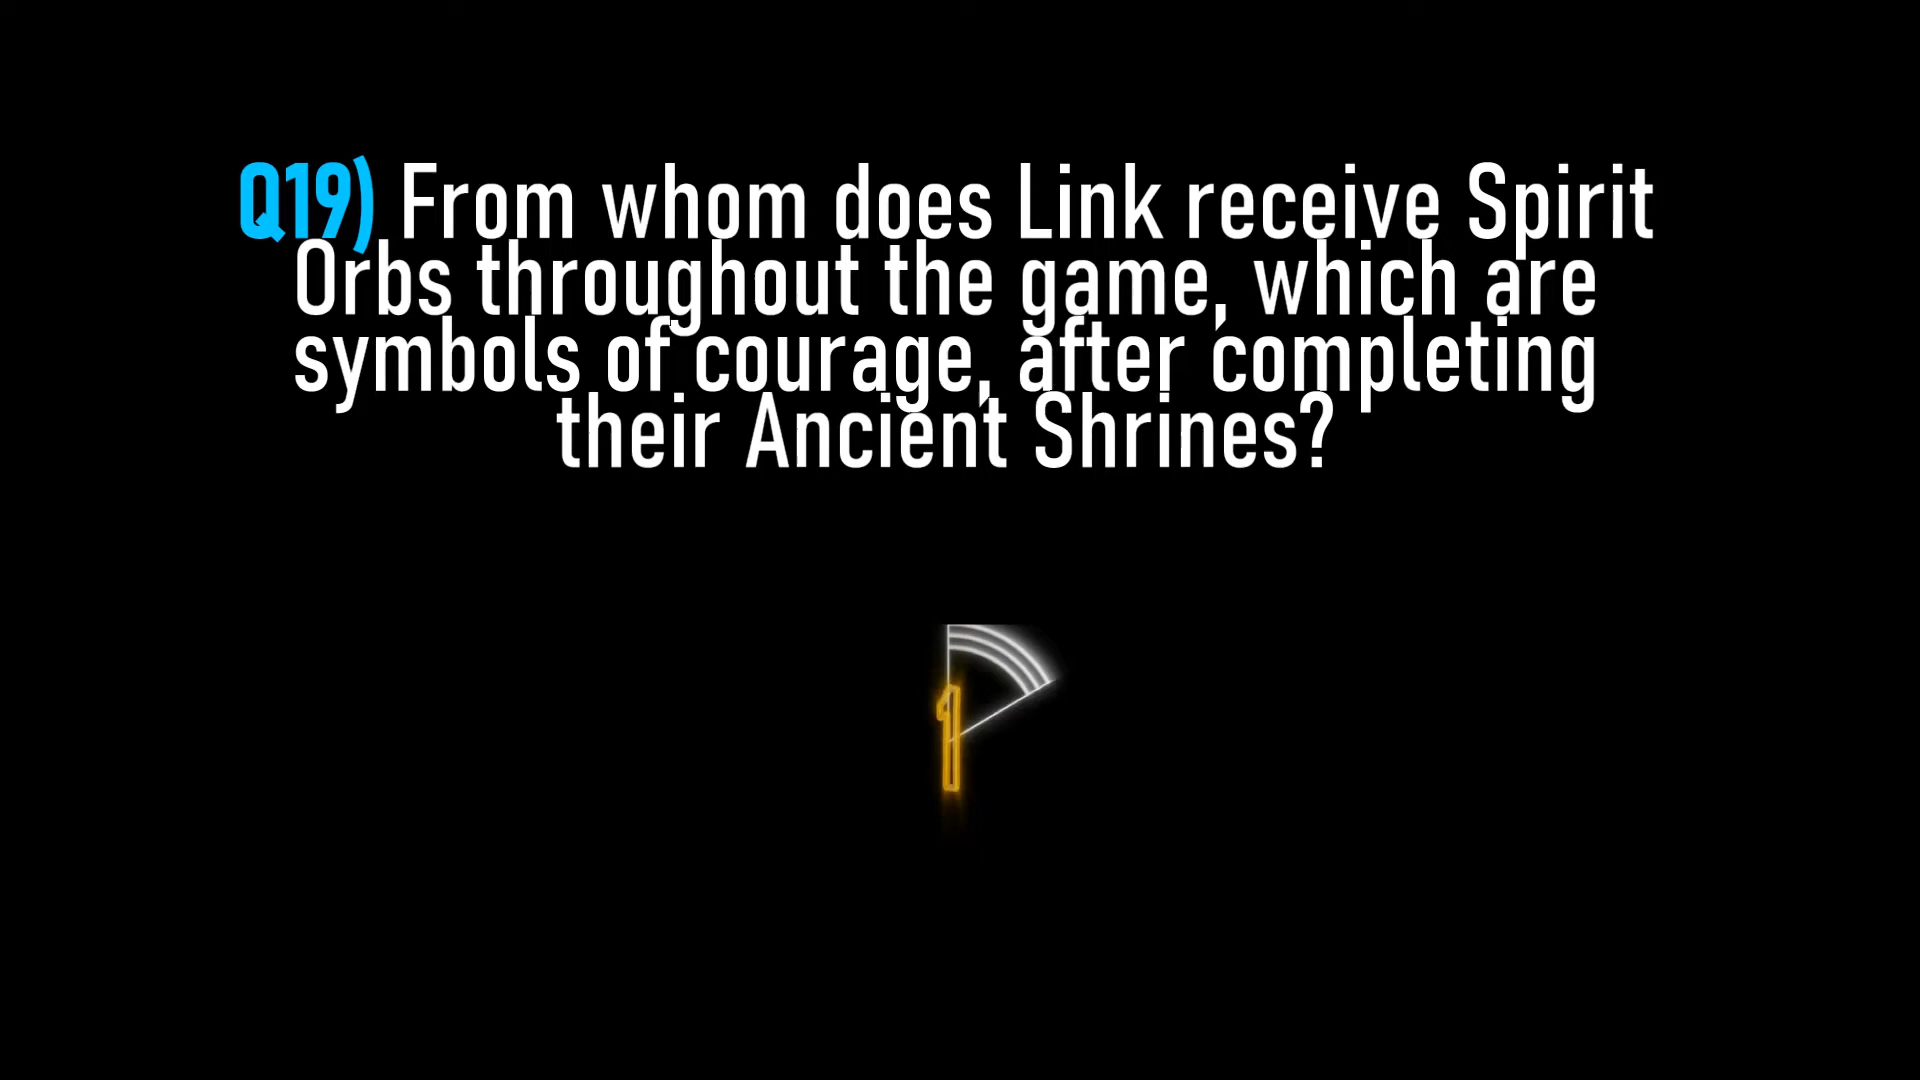 Q19) From whom does Link receive Spirit
Orbs throughout the game, which are
symbols of courage, after completing
their Ancient Shrines?
1